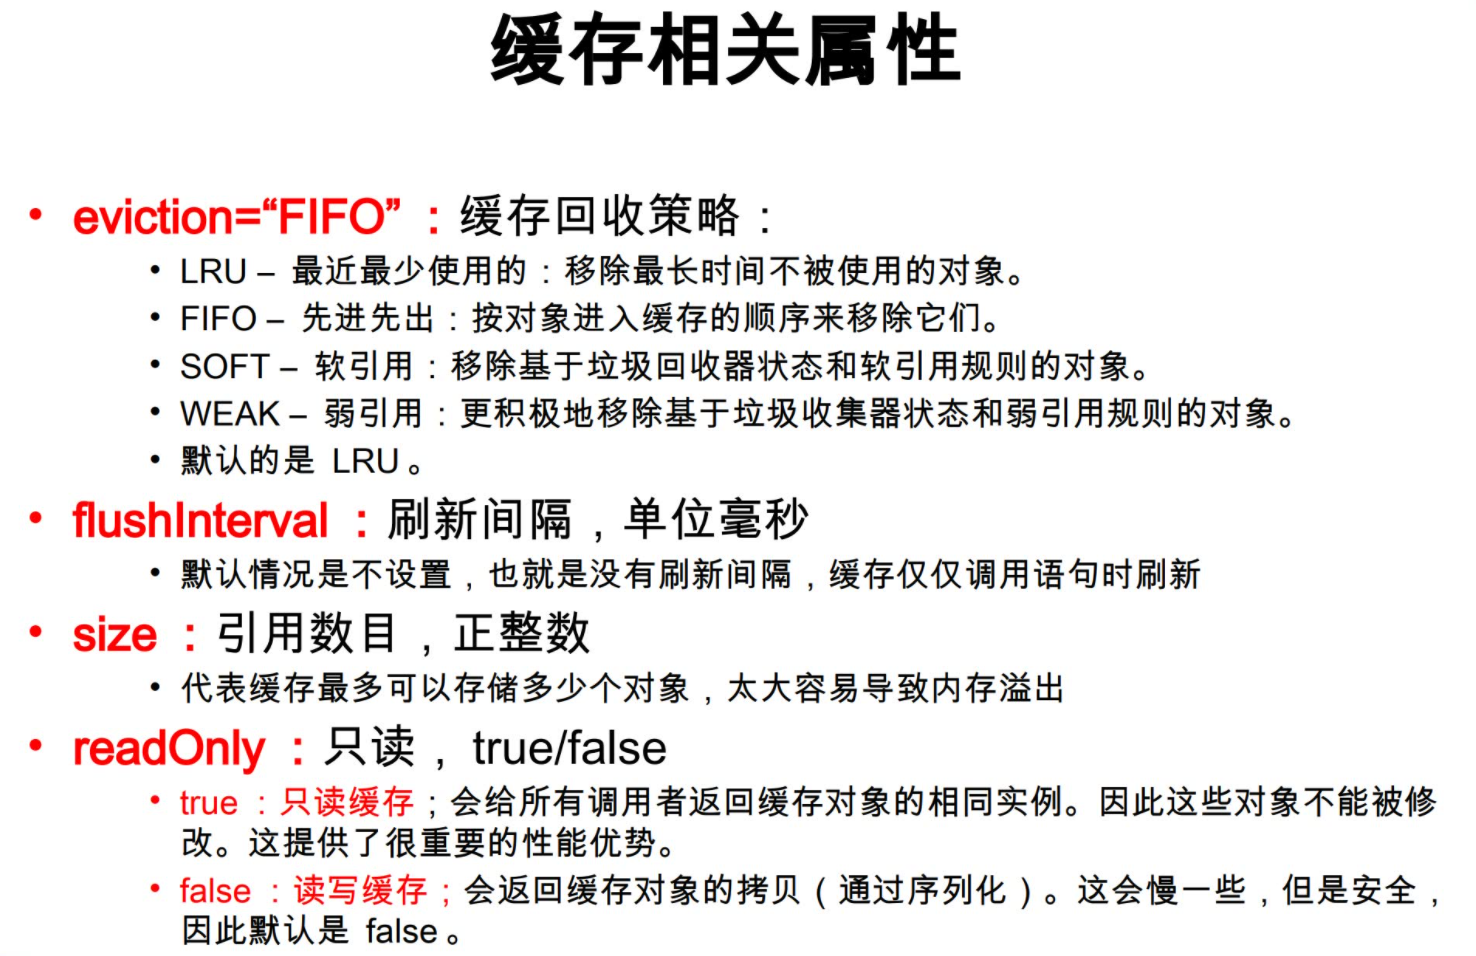 缓存相关属性
• eviction=“FIFO” ：缓存回收策略：
• LRU – 最近最少使用的：移除最长时间不被使用的对象。
• FIFO – 先进先出：按对象进入缓存的顺序来移除它们。
• SOFT – 软引用：移除基于垃圾回收器状态和软引用规则的对象。
• WEAK – 弱引用：更积极地移除基于垃圾收集器状态和弱引用规则的对象。
• 默认的是 LRU。
• flushInterval ：刷新间隔，单位毫秒
• 默认情况是不设置，也就是没有刷新间隔，缓存仅仅调用语句时刷新
• size ：引用数目，正整数
• 代表缓存最多可以存储多少个对象，太大容易导致内存溢出
• readOnly ：只读，true/false
• true ：只读缓存；会给所有调用者返回缓存对象的相同实例。因此这些对象不能被修
改。这提供了很重要的性能优势。
• false ：读写缓存；会返回缓存对象的拷贝（通过序列化）。这会慢一些，但是安全，
因此默认是 false。